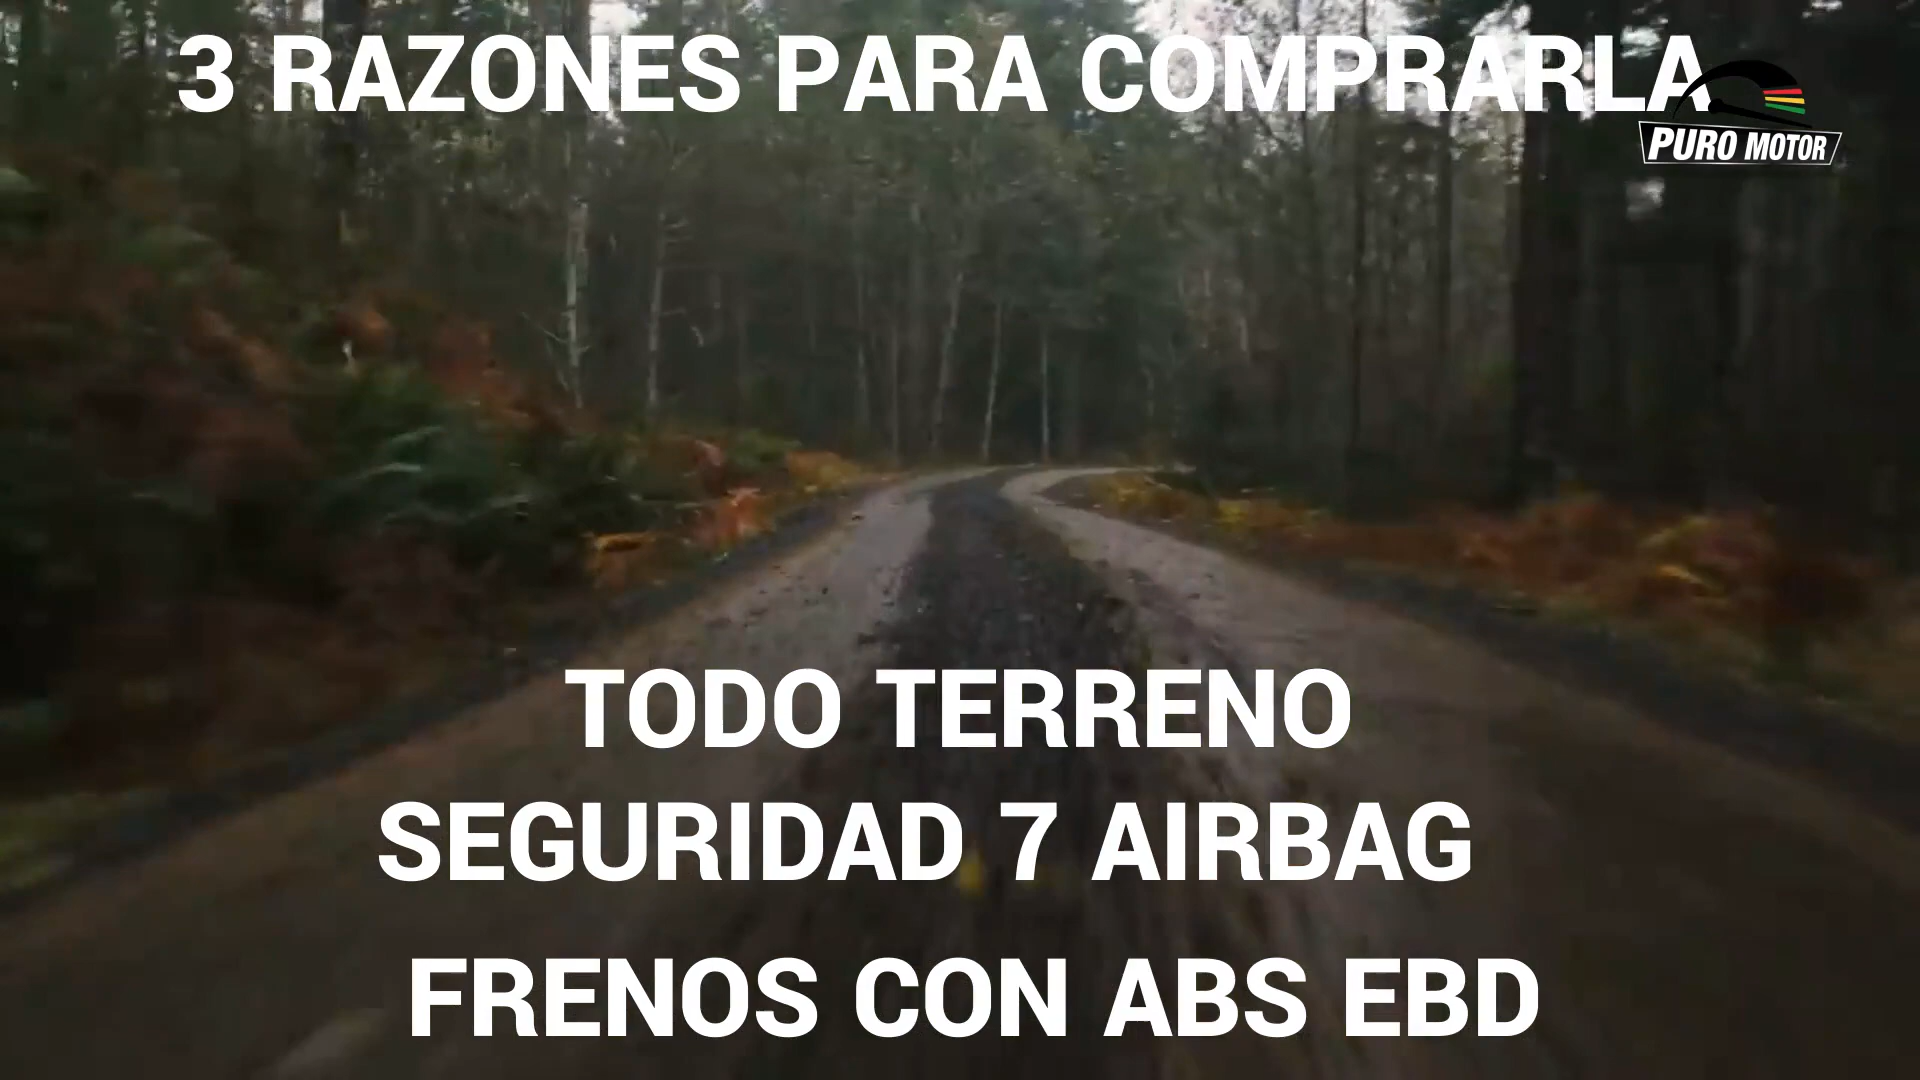 3 RAZONES PARA COMPRARLA
PURO MOTOR
TODO TERRENO
SEGURIDAD 7 AIRBAG
FRENOS CON ABS EBD